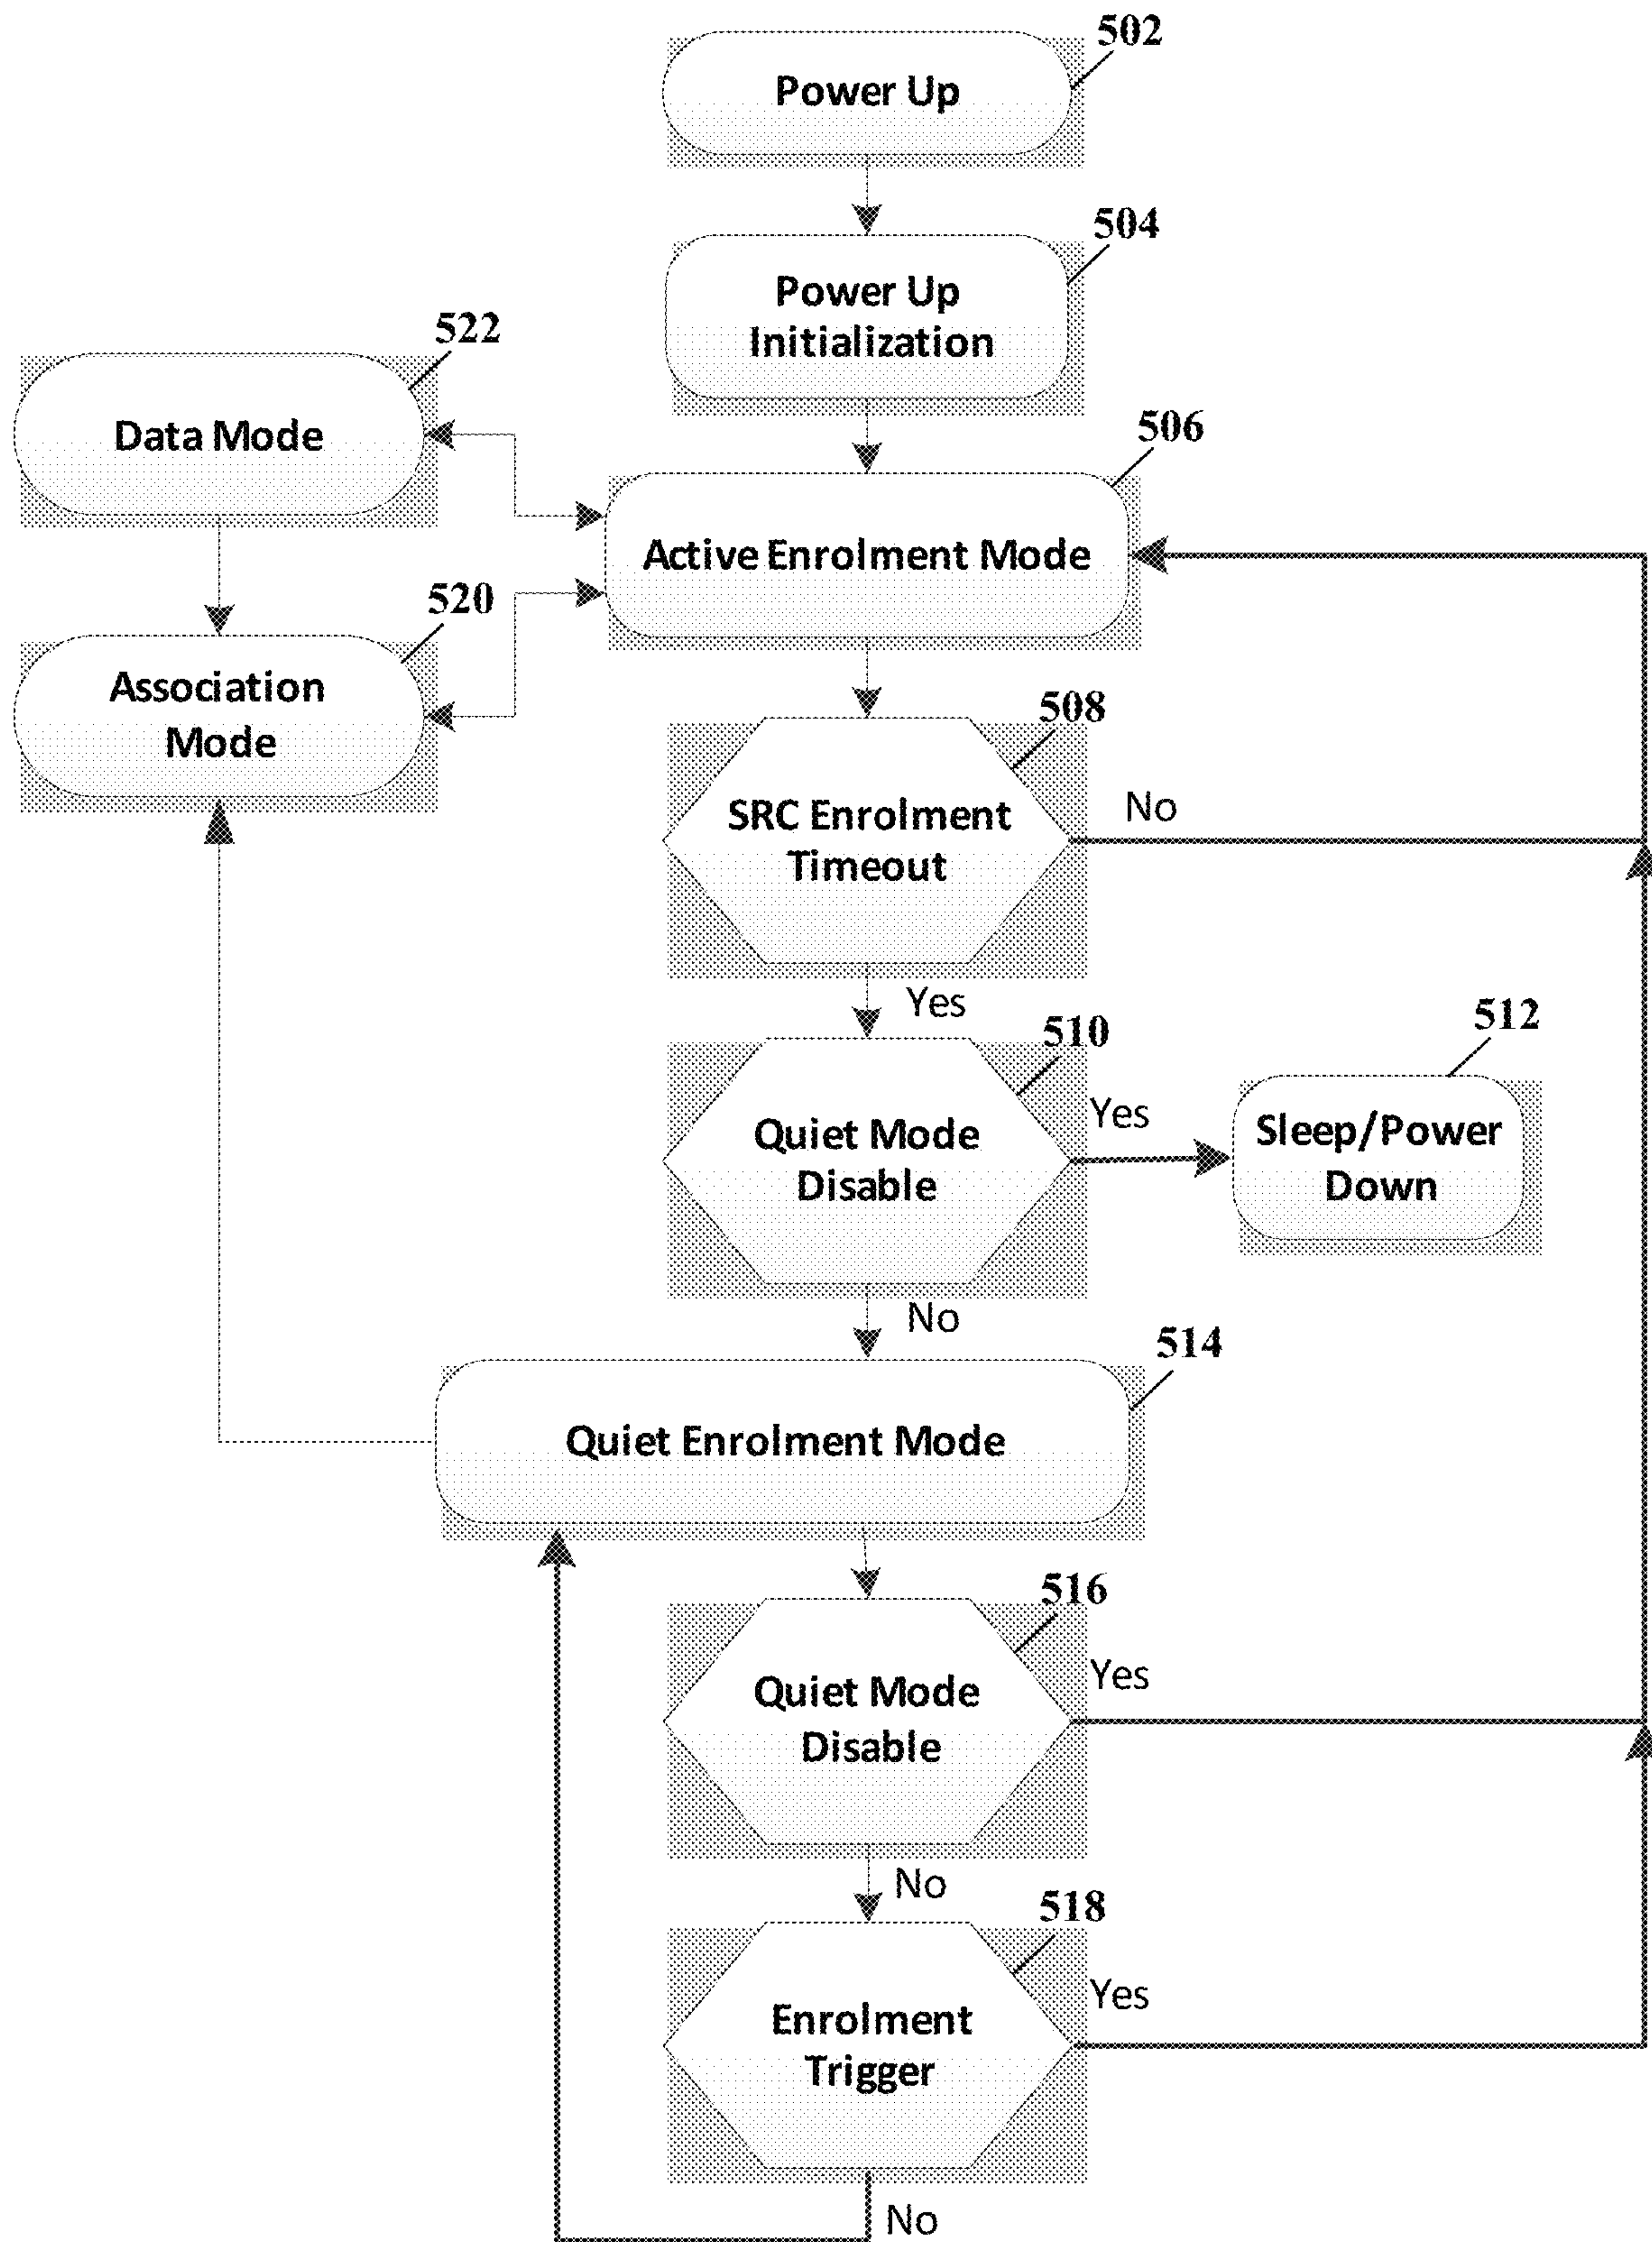 502
Power Up
504
Power Up
Initialization
522
Data Mode
506
Active Enrolment Mode
520
Association
Mode
508
SRC Enrolment
Timeout
No
Yes
510
512
Quiet Mode
Disable
Yes
Sleep/Power
Down
No
514
Quiet Enrolment Mode
516
Quiet Mode
Disable
Yes
No
518
Enrolment
Trigger
Yes
No